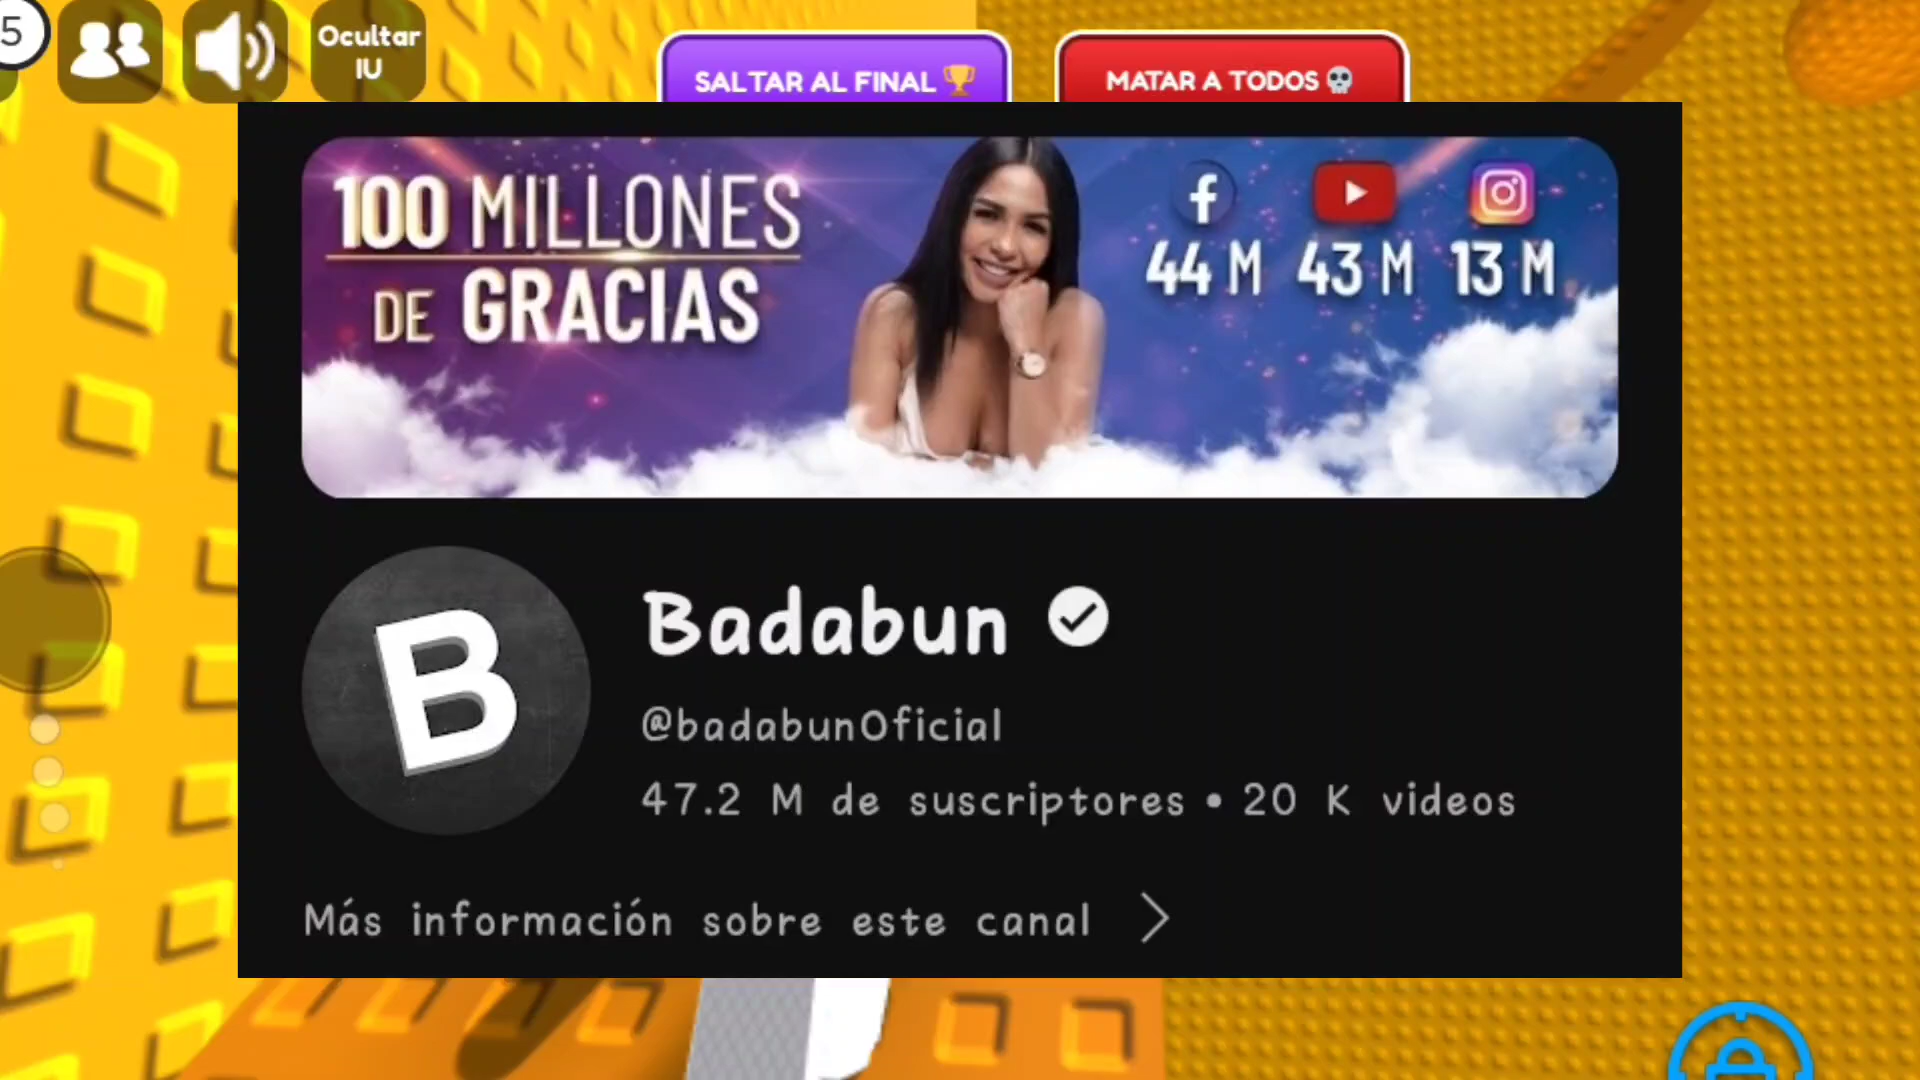 5
Ocultar
IU
SALTAR AL FINAL
MATAR A TODOS
100 MILLONES
DE GRACIAS
44 M 43 M 13 M
B
Badabun
@badabunOficial
47.2 M de suscriptores • 20 K videos
Más información sobre este canal